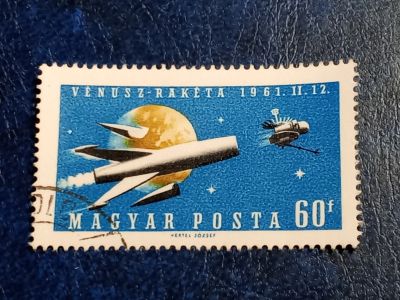 VÉNUSZ-RAKÉTA 1961.II.12.
MAGYAR POSTA 60f
HERTEL JÓZSEF